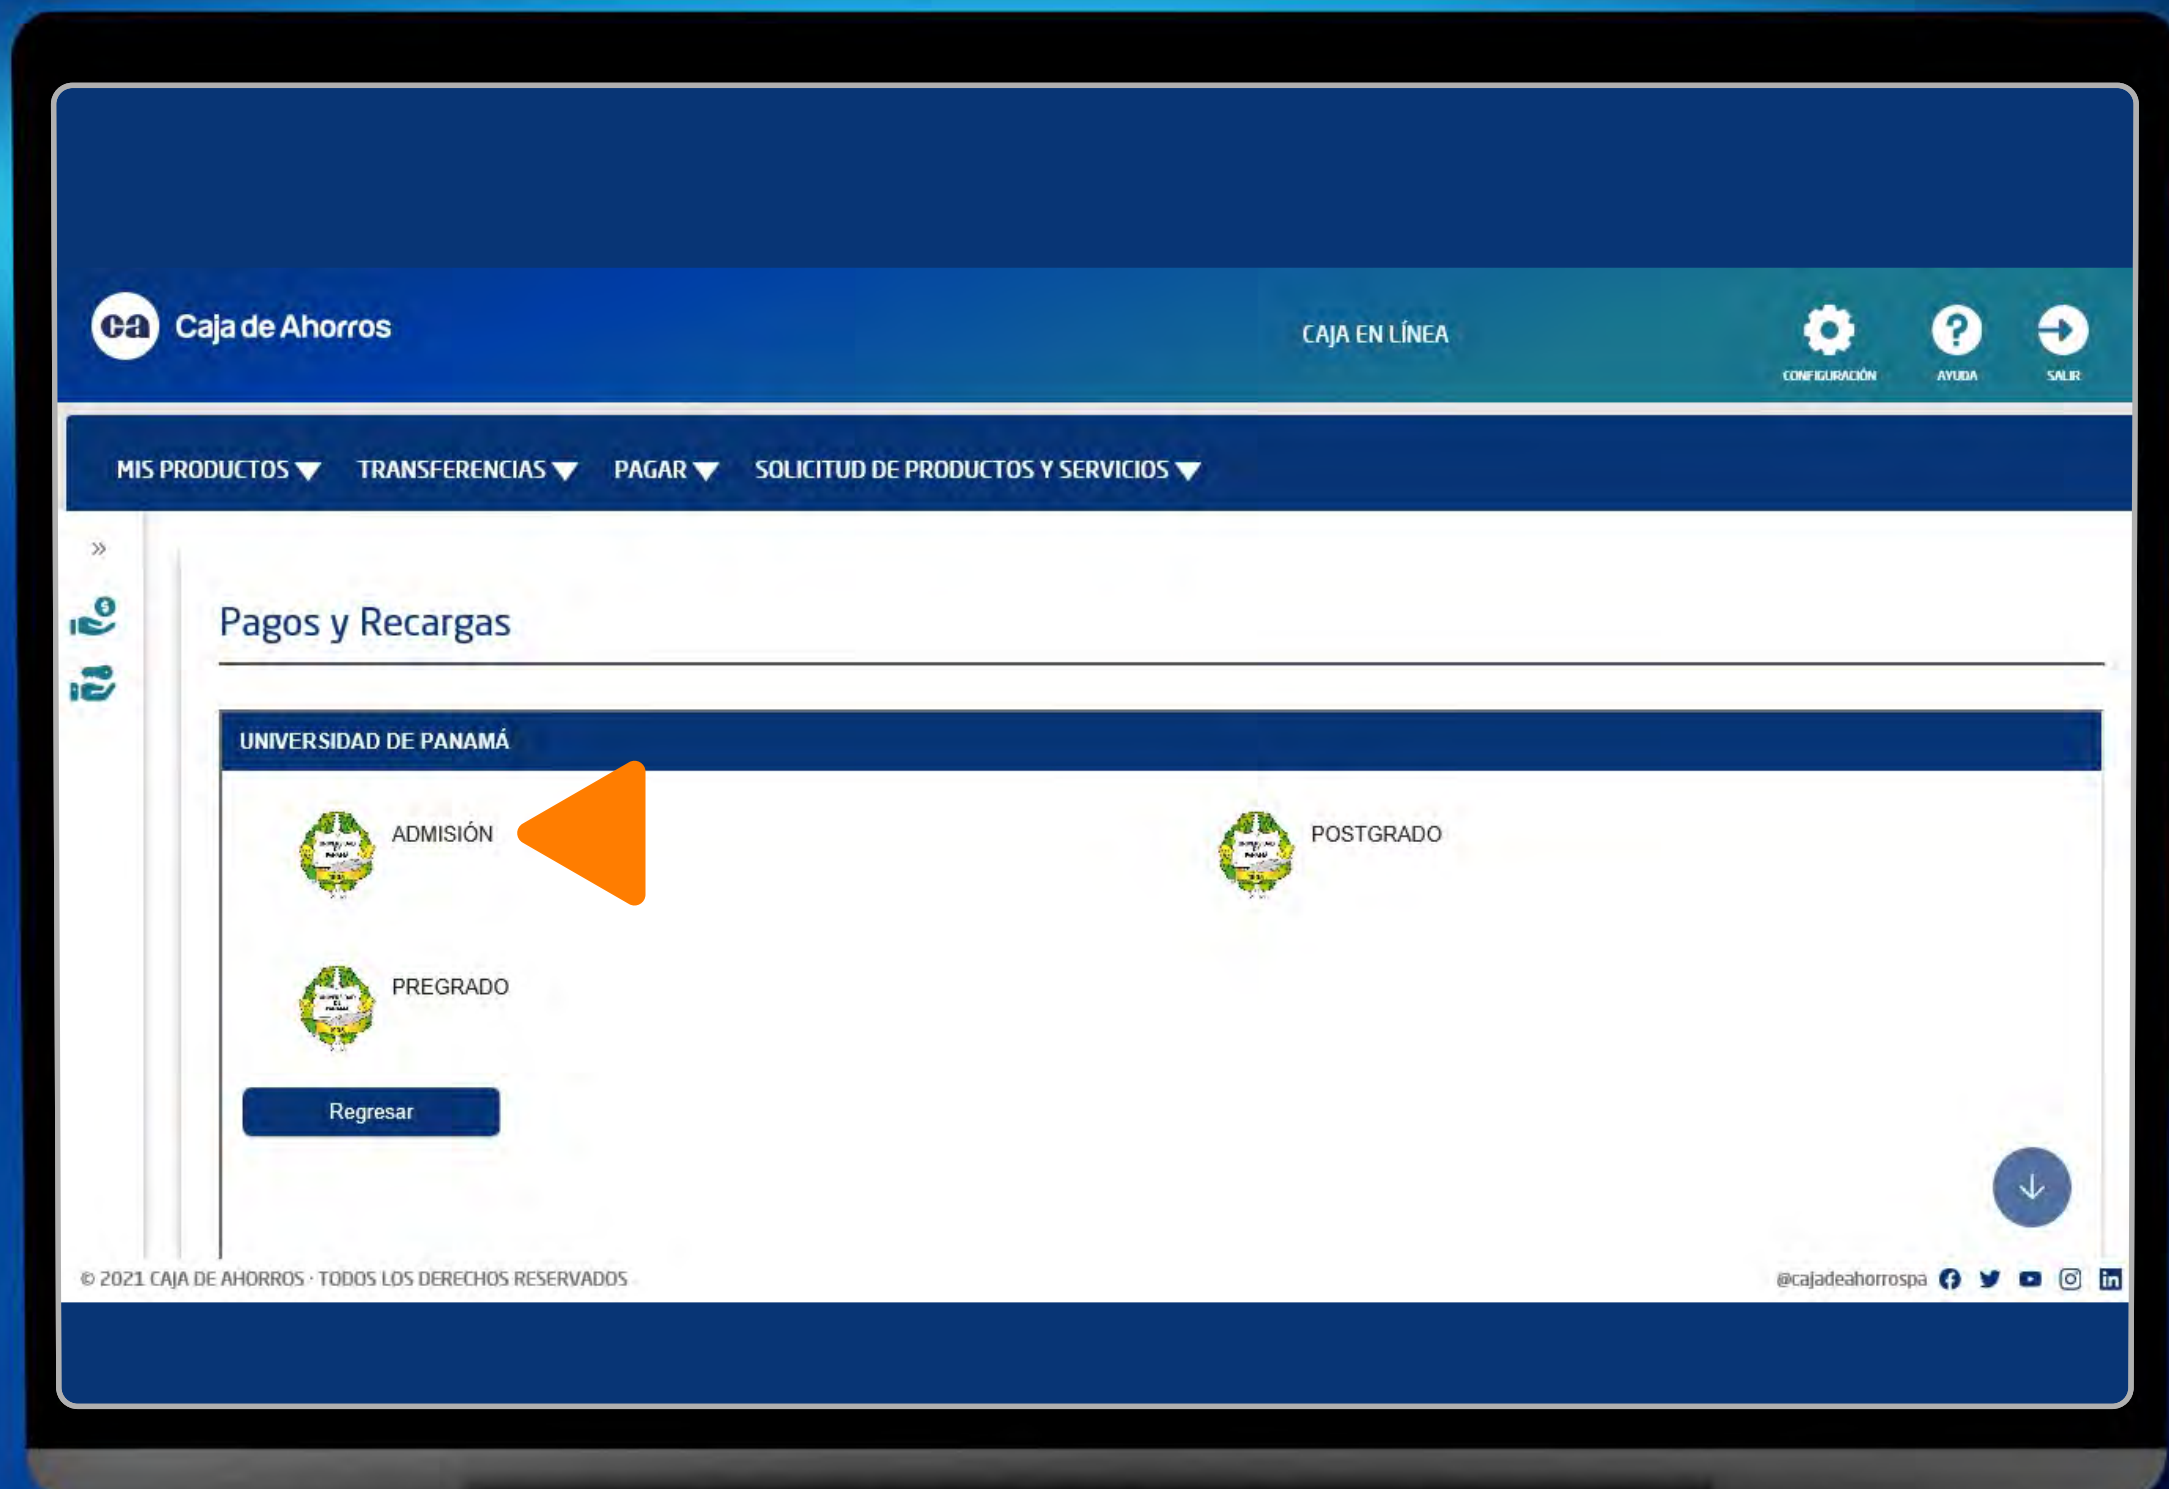 ca Caja de Ahorros
CAJA EN LÍNEA
CONFIGURACIÓN
AYUDA
SALIR
MIS PRODUCTOS TRANSFERENCIAS PAGAR SOLICITUD DE PRODUCTOS Y SERVICIOS
Pagos y Recargas
UNIVERSIDAD DE PANAMÁ
ADMISIÓN
POSTGRADO
PREGRADO
Regresar
© 2021 CAJA DE AHORROS · TODOS LOS DERECHOS RESERVADOS
@cajadeahorrospa